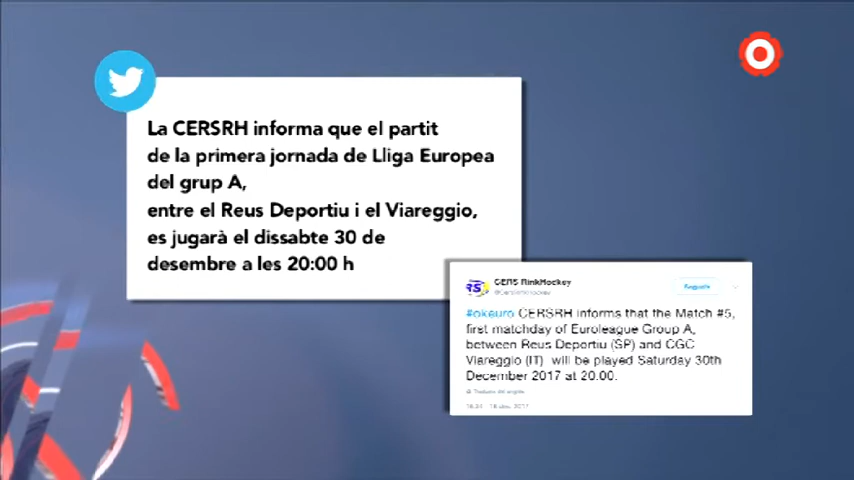 La CERSRH informa que el partit
de la primera jornada de Lliga Europea
del grup A,
entre el Reus Deportiu i el Viareggio,
es jugarà el dissabte 30 de
desembre a les 20:00 h
CERS RinkHockey
#okeuro CERSRH informs that the Match #5,
first matchday of Euroleague Group A,
between Reus Deportiu (SP) and CGC
Viareggio (IT) will be played Saturday 30th
December 2017 at 20.00.